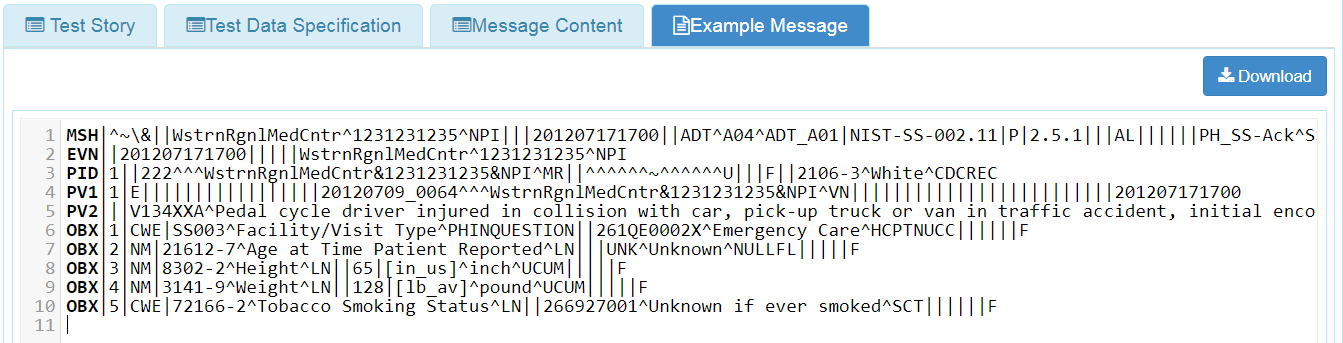 Test Story
Test Data Specification
Message Content
Example Message
Download
1 MSH|^~\&||WstrnRgnlMedCntr^1231231235^NPI|||201207171700||ADT^A04^ADT_A01|NIST-SS-002.11|P|2.5.1|||AL||||||PH_SS-Ack^S
2 EVN||201207171700|||||WstrnRgnlMedCntr^1231231235^NPI
3 PID|1||222^^^WstrnRgnlMedCntr&1231231235&NPI^MR||^^^^^^~^^^^^^U|||F||2106-3^White^CDCREC
4 PV1|1|E|||||||||||||||||20120709_0064^^^WstrnRgnlMedCntr&1231231235&NPI^VN|||||||||||||||||||||||||201207171700
5 PV2|||V134XXA^Pedal cycle driver injured in collision with car, pick-up truck or van in traffic accident, initial enco
6 OBX|1|CWE|SS003^Facility/Visit Type^PHINQUESTION||261QE0002X^Emergency Care^HCPTNUCC||||||F
7 OBX|2|NM|21612-7^Age at Time Patient Reported^LN|||UNK^Unknown^NULLFL|||||F
8 OBX|3|NM|8302-2^Height^LN||65|[in_us]^inch^UCUM|||||F
9 OBX|4|NM|3141-9^Weight^LN||128|[lb_av]^pound^UCUM|||||F
10 OBX|5|CWE|72166-2^Tobacco Smoking Status^LN||266927001^Unknown if ever smoked^SCT||||||F
11